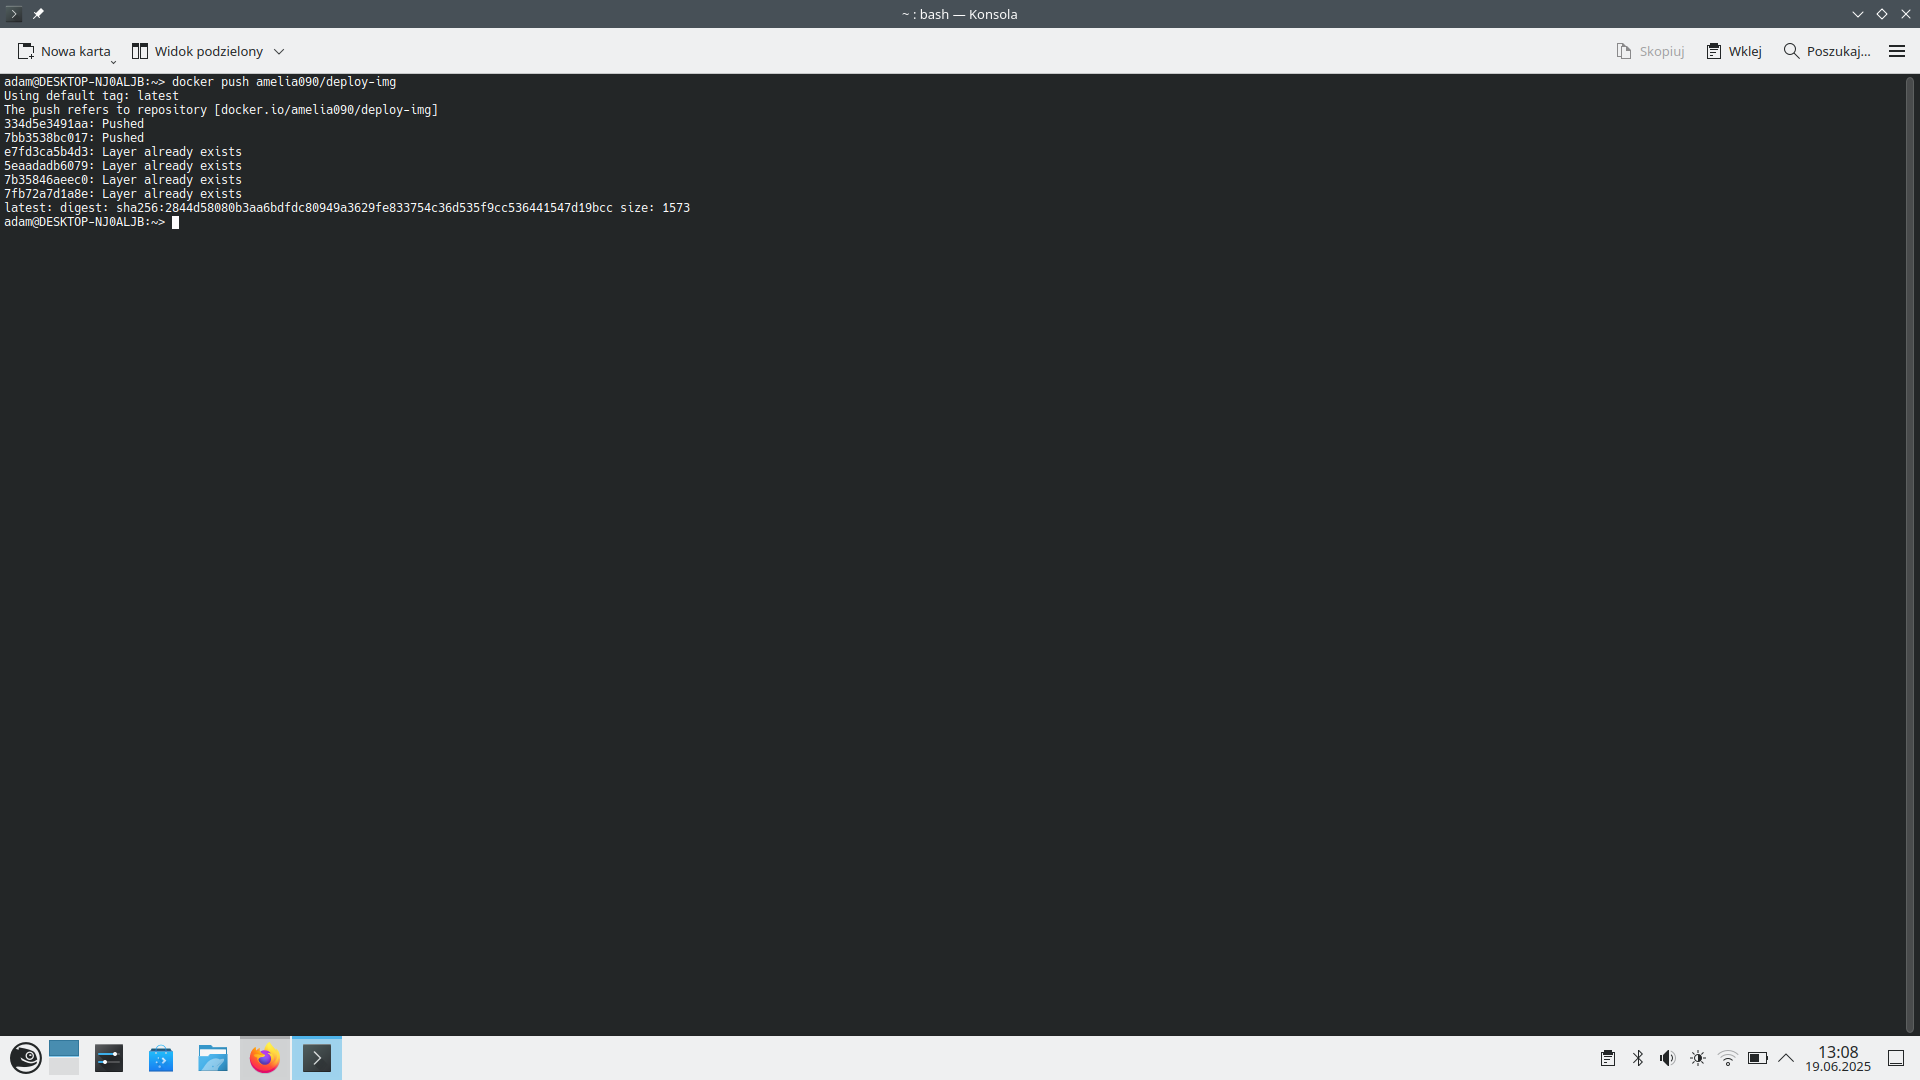 ~ : bash — Konsola
Nowa karta
Widok podzielony
Skopiuj
Wklej
Poszukaj...
adam@DESKTOP-NJ0ALJB:~> docker push amelia090/deploy-img
Using default tag: latest
The push refers to repository [docker.io/amelia090/deploy-img]
334d5e3491aa: Pushed
7bb3538bc017: Pushed
e7fd3ca5b4d3: Layer already exists
5eaadadb6079: Layer already exists
7b35846aeec0: Layer already exists
7fb72a7d1a8e: Layer already exists
latest: digest: sha256:2844d58080b3aa6bdfdc80949a3629fe833754c36d535f9cc536441547d19bcc size: 1573
adam@DESKTOP-NJ0ALJB:~>
13:08
19.06.2025